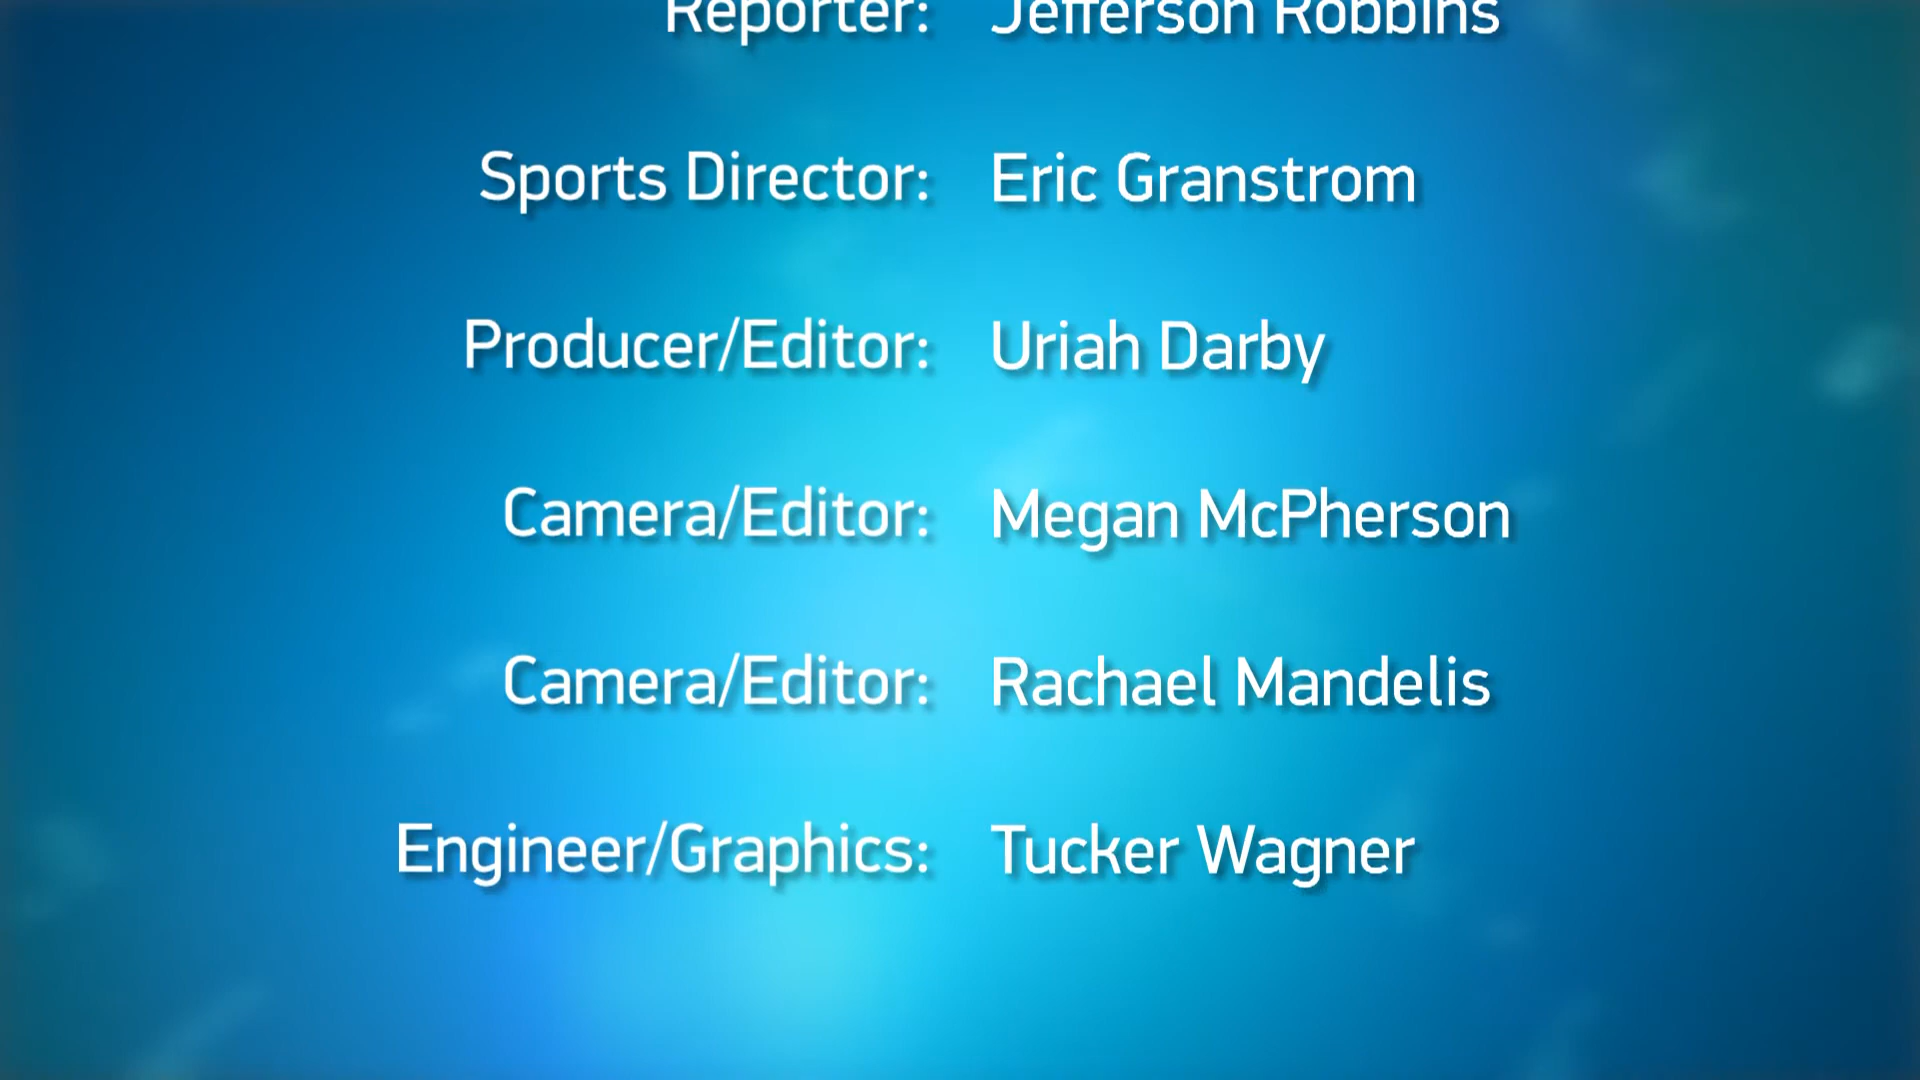 Reporter: Jefferson Robbins
Sports Director: Eric Granstrom
Producer/Editor: Uriah Darby
Camera/Editor: Megan McPherson
Camera/Editor: Rachael Mandelis
Engineer/Graphics: Tucker Wagner